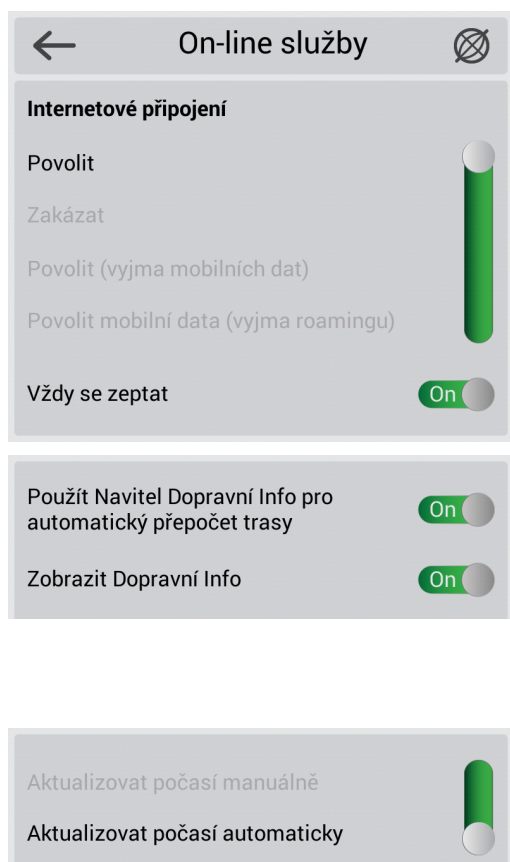 On-line služby
Internetové připojení
Povolit
Zakázat
Povolit (vyjma mobilních dat)
Povolit mobilní data (vyjma roamingu)
Vždy se zeptat
On
Použít Navitel Dopravní Info pro
automatický přepočet trasy
On
Zobrazit Dopravní Info
On
Aktualizovat počasí manuálně
Aktualizovat počasí automaticky